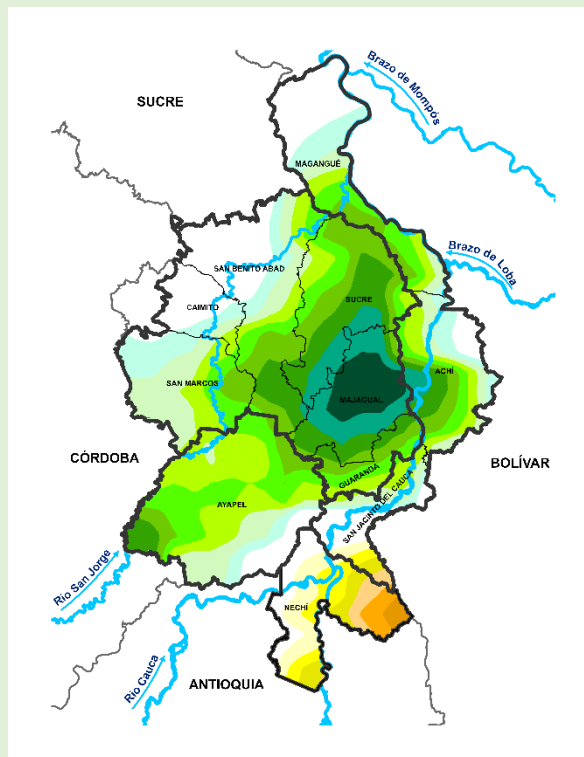 Brazo de Mompós
SUCRE
MAGANGUÉ
Brazo de Loba
SAN BENITO ABAD
SUCRE
CAIMITO
ACHÍ
SAN MARCOS
MAJAGUAL
CÓRDOBA
BOLÍVAR
GUARANDA
AYAPEL
SAN JACINTO DEL CAUCA
Río San Jorge
NECHÍ
Río Cauca
ANTIOQUIA